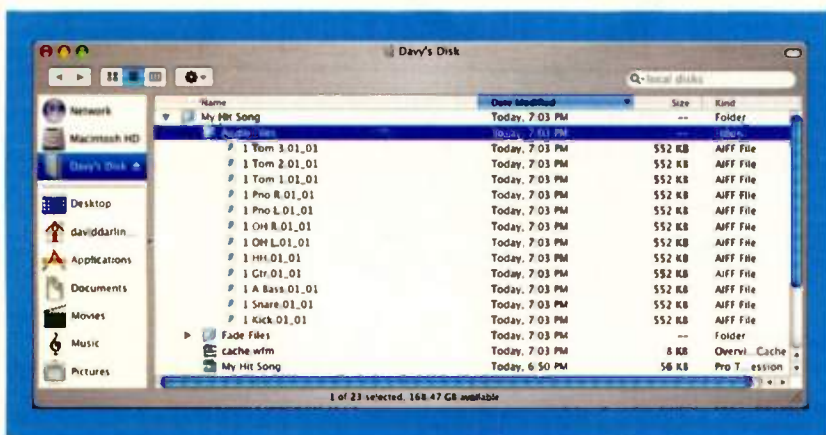 Davy's Disk
local disks
Name Date Modified Size Kind
Network
Macintosh HD
Davy's Disk
Desktop
daviddarlin...
Applications
Documents
Movies
Music
Pictures
My Hit Song Today, 7:03 PM -- Folder
Audio Files Today, 7:03 PM -- Folder
1 Tom 3.01_01 Today, 7:03 PM 552 KB AIFF File
1 Tom 2.01_01 Today, 7:03 PM 552 KB AIFF File
1 Tom 1.01_01 Today, 7:03 PM 552 KB AIFF File
1 Pno R.01_01 Today, 7:03 PM 552 KB AIFF File
1 Pno L.01_01 Today, 7:03 PM 552 KB AIFF File
1 OH R.01_01 Today, 7:03 PM 552 KB AIFF File
1 OH L.01_01 Today, 7:03 PM 552 KB AIFF File
1 HH.01_01 Today, 7:03 PM 552 KB AIFF File
1 Gtr.01_01 Today, 7:03 PM 552 KB AIFF File
1 A Bass.01_01 Today, 7:03 PM 552 KB AIFF File
1 Snare.01_01 Today, 7:03 PM 552 KB AIFF File
1 Kick.01_01 Today, 7:03 PM 552 KB AIFF File
Fade Files Today, 7:03 PM -- Folder
cache.wfm Today, 7:03 PM 8 KB Overvi...Cache
My Hit Song Today, 6:50 PM 56 KB Pro T...ession
1 of 23 selected, 168.47 GB available